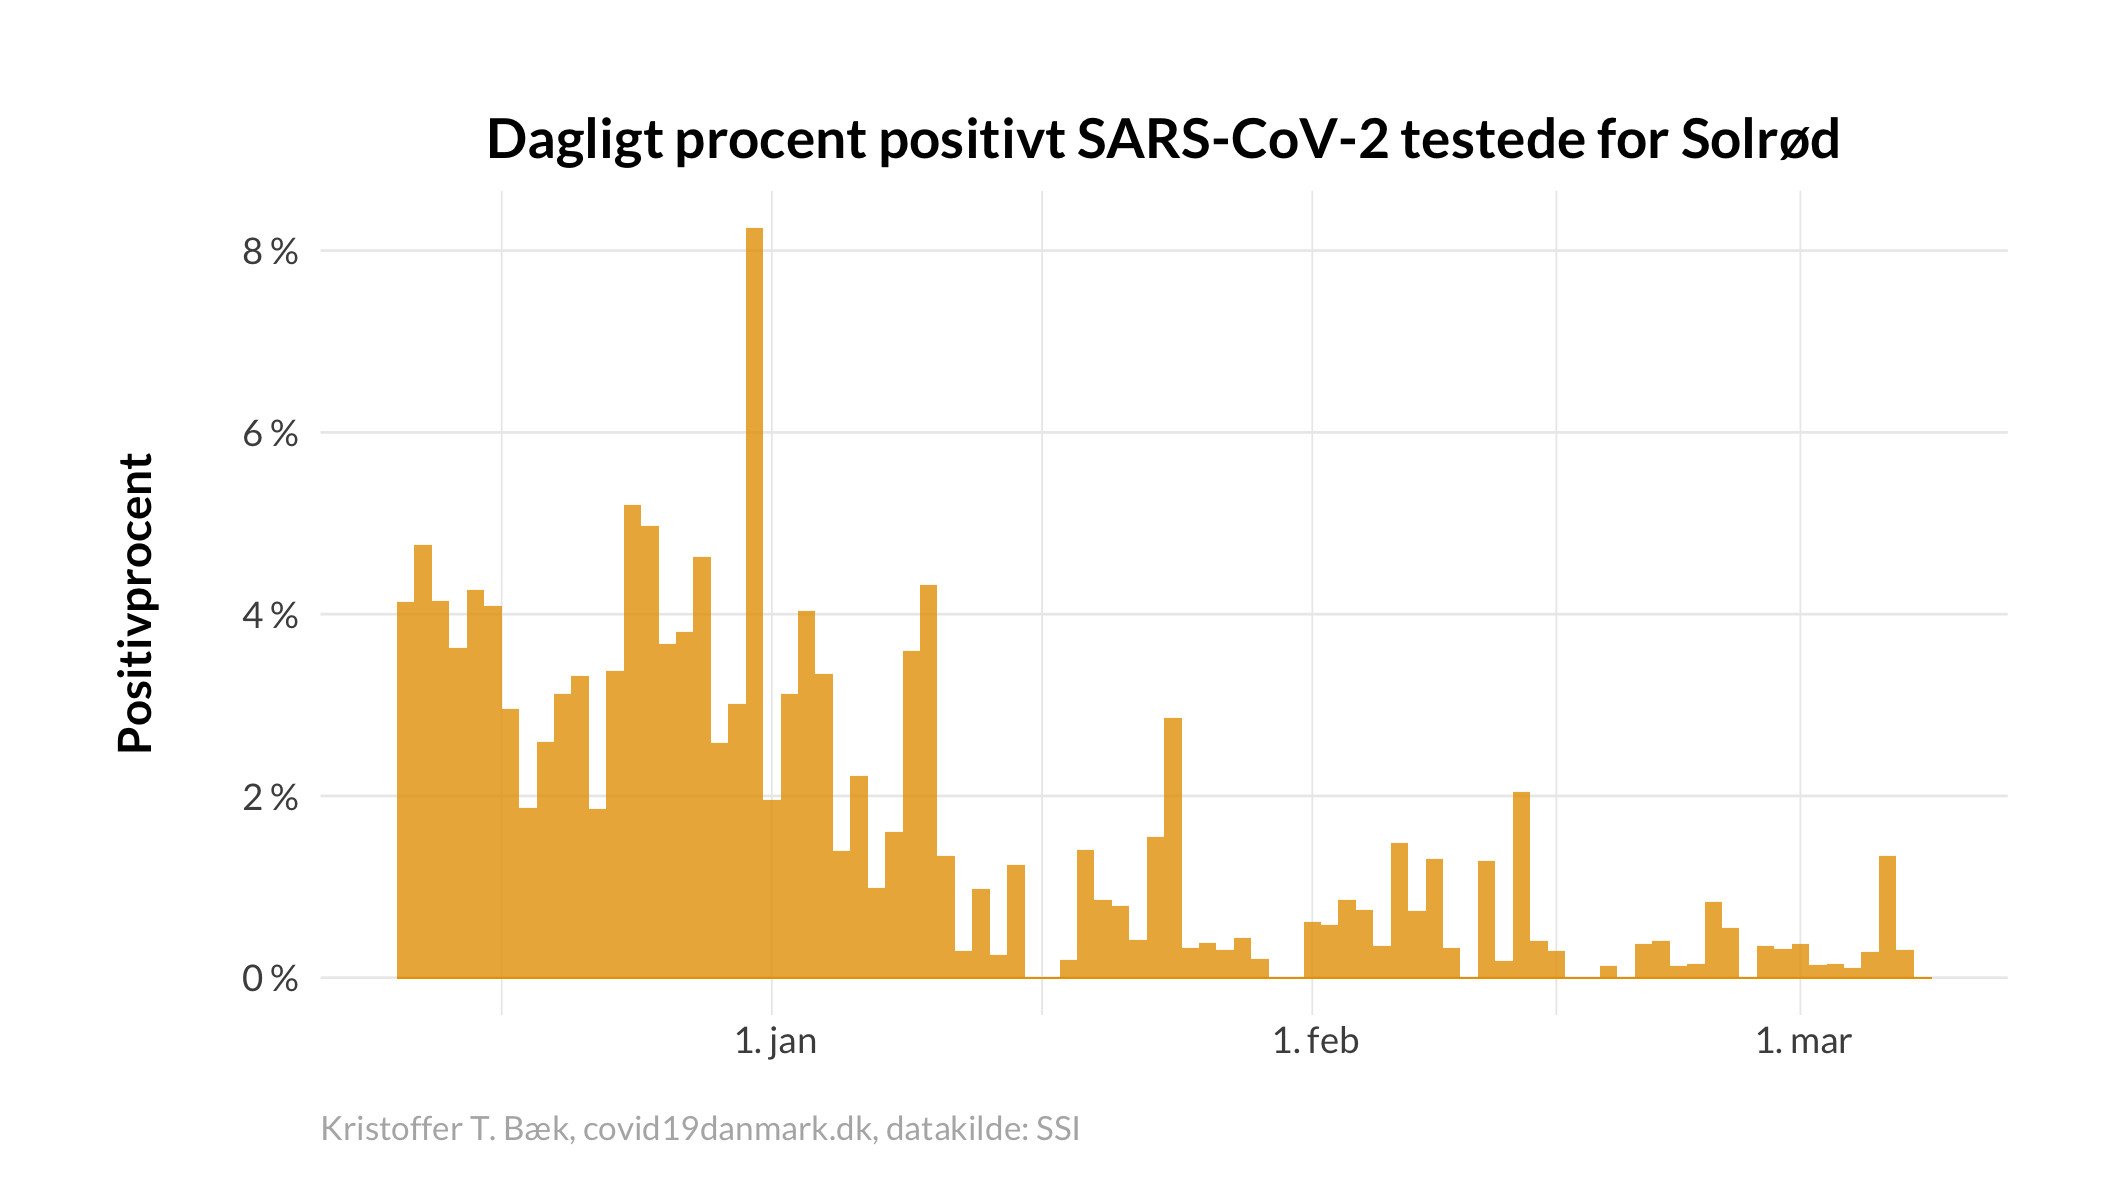 Dagligt procent positivt SARS-CoV-2 testede for Solrød
Positivprocent
8 %
6 %
4 %
2 %
0 %
1. jan
1. feb
1. mar
Kristoffer T. Bæk, covid19danmark.dk, datakilde: SSI